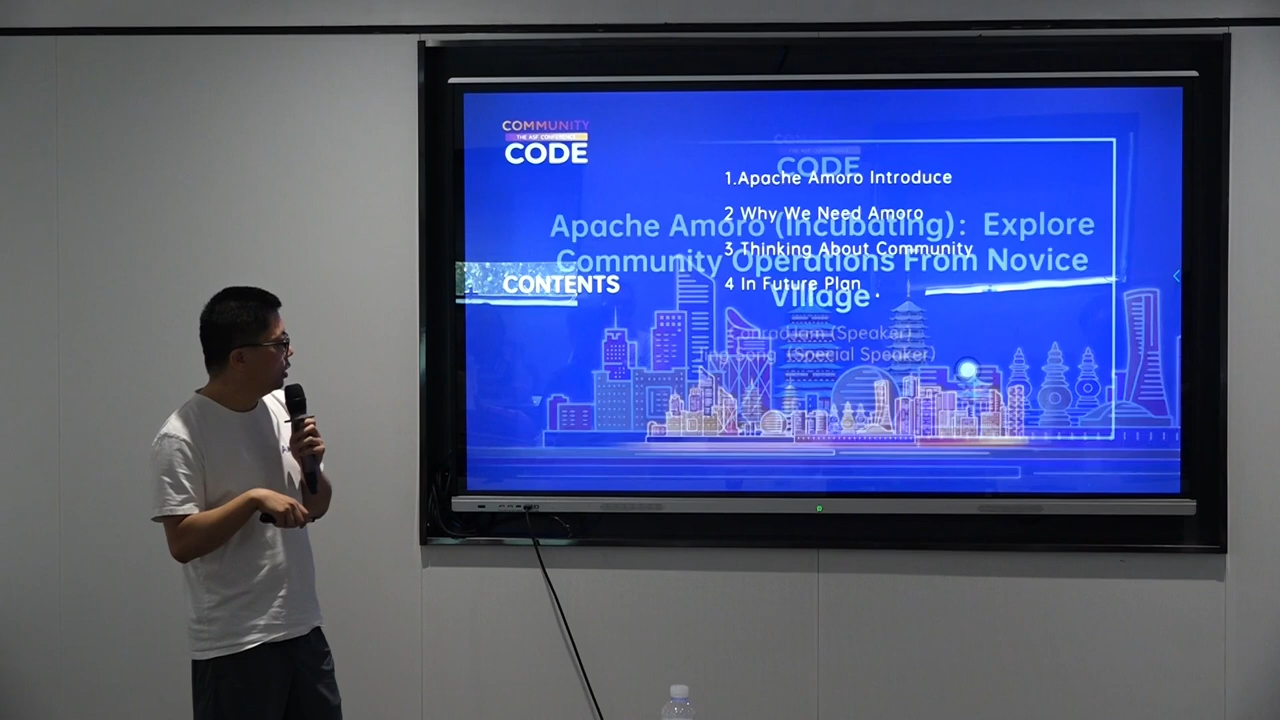 COMMUNITY
THE ASF CONFERENCE
CODE
CODE
1.Apache Amoro Introduce
2 Why We Need Amoro
3 Thinking About Community
4 In Future Plan
CONTENTS
Apache Amoro (Incubating): Explore
Community Operations From Novice
Village
(Speaker)
Song (Special Speaker)